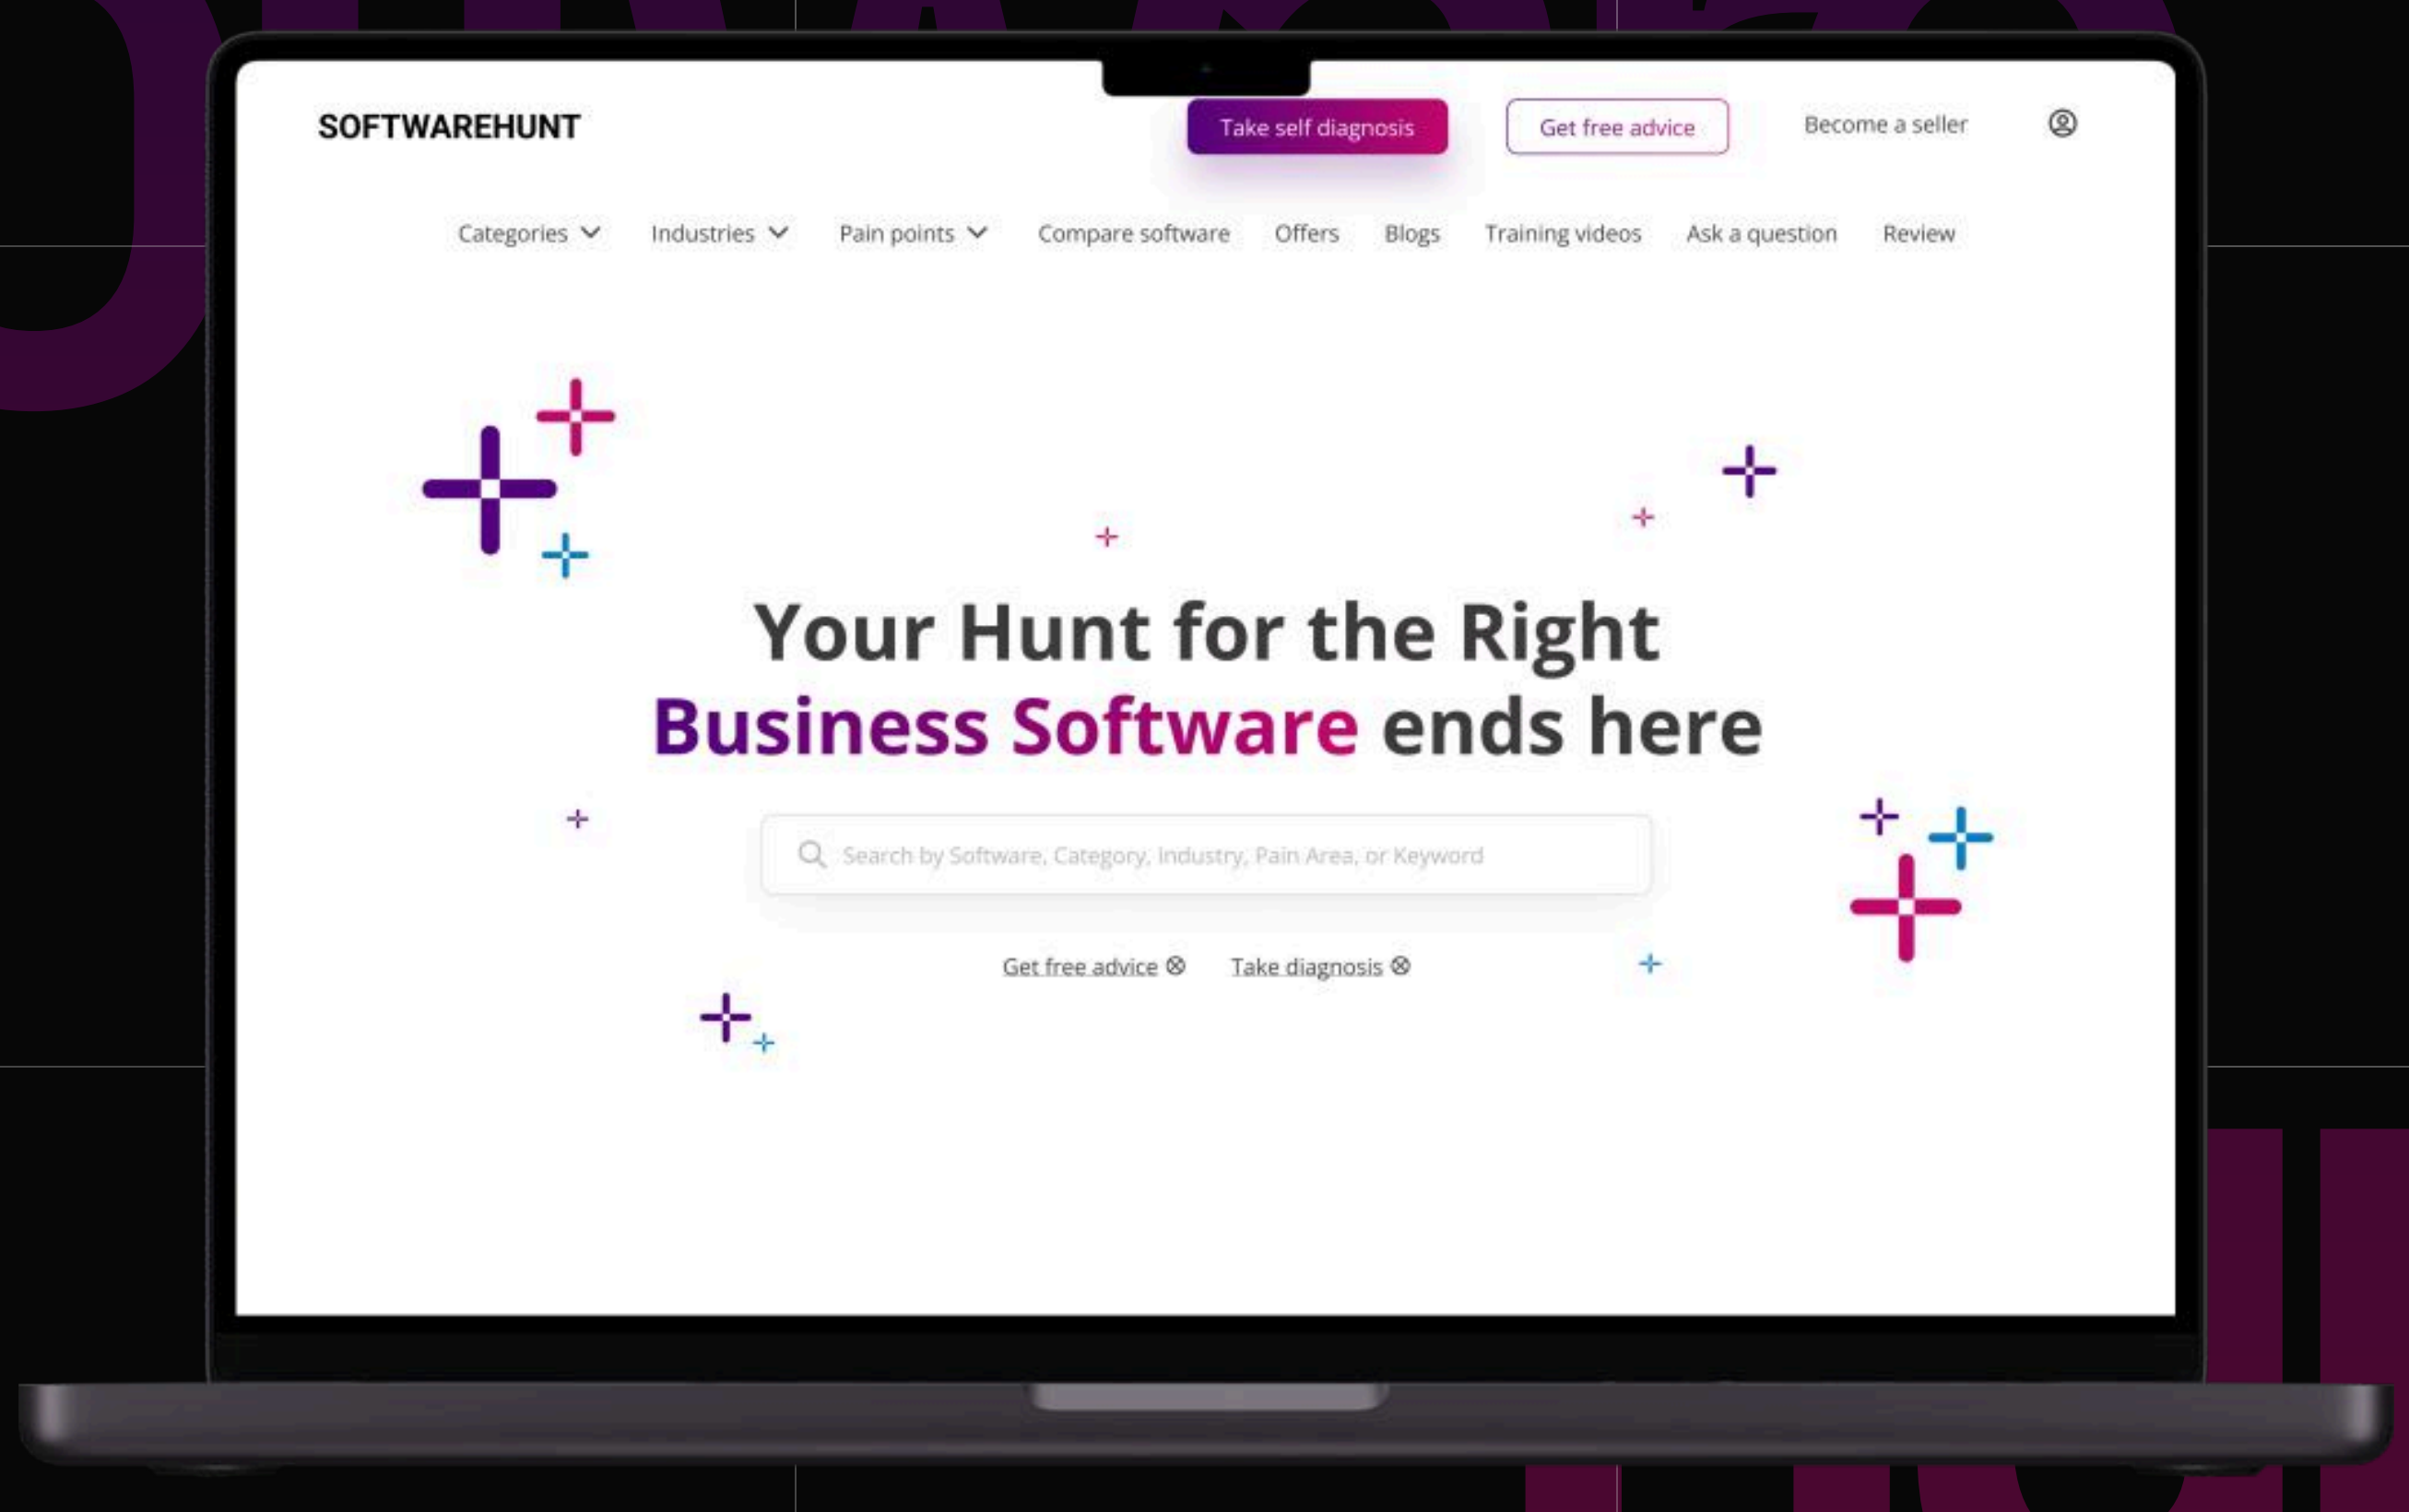 SOFTWAREHUNT
Take self diagnosis
Get free advice
Become a seller
Categories
Industries
Pain points
Compare software
Offers
Blogs
Training videos
Ask a question
Review
Your Hunt for the Right
Business Software ends here
Search by Software, Category, Industry, Pain Area, or Keyword
Get free advice
Take diagnosis